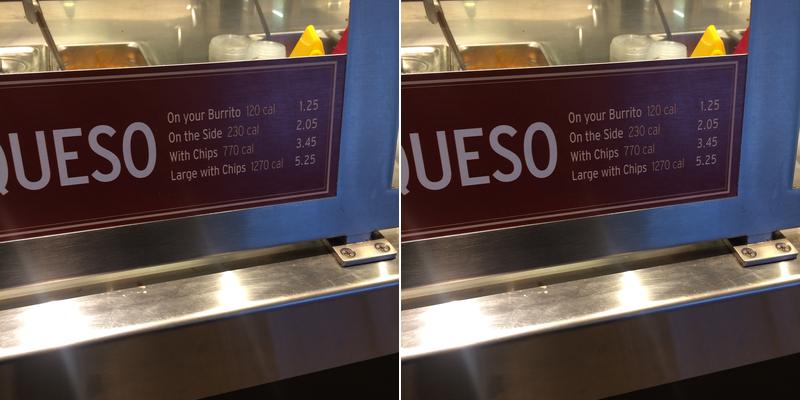 QUESO
On your Burrito 120 cal 1.25
On the Side 230 cal 2.05
With Chips 770 cal 3.45
Large with Chips 1270 cal 5.25
QUESO
On your Burrito 120 cal 1.25
On the Side 230 cal 2.05
With Chips 770 cal 3.45
Large with Chips 1270 cal 5.25